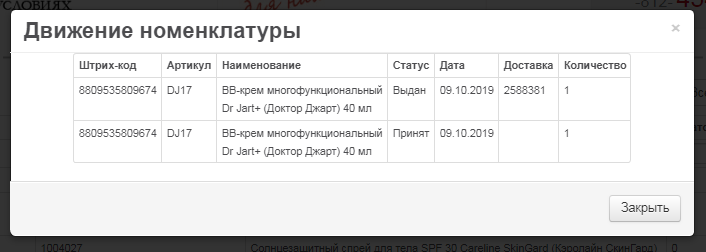 условиях
для на
-812-
Движение номенклатуры
×
Штрих-код Артикул Наименование Статус Дата Доставка Количество
8809535809674 DJ17 BB-крем многофункциональный Выдан 09.10.2019 2588381 1
Dr Jart+ (Доктор Джарт) 40 мл
8809535809674 DJ17 BB-крем многофункциональный Принят 09.10.2019 1
Dr Jart+ (Доктор Джарт) 40 мл
Закрыть
1004027 Солнцезащитный спрей для тела SPF 30 Careline SkinGard (Кэролайн СкинГард) 0